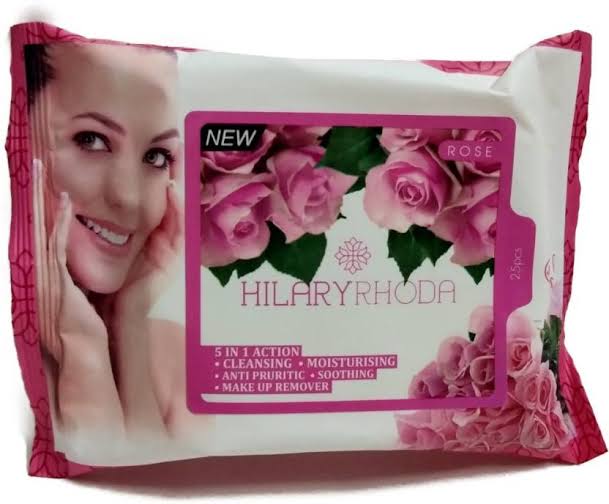 NEW
ROSE
HILARYRHODA
25pcs
5 IN 1 ACTION
• CLEANSING • MOISTURISING
• ANTI PRURITIC • SOOTHING
• MAKE UP REMOVER